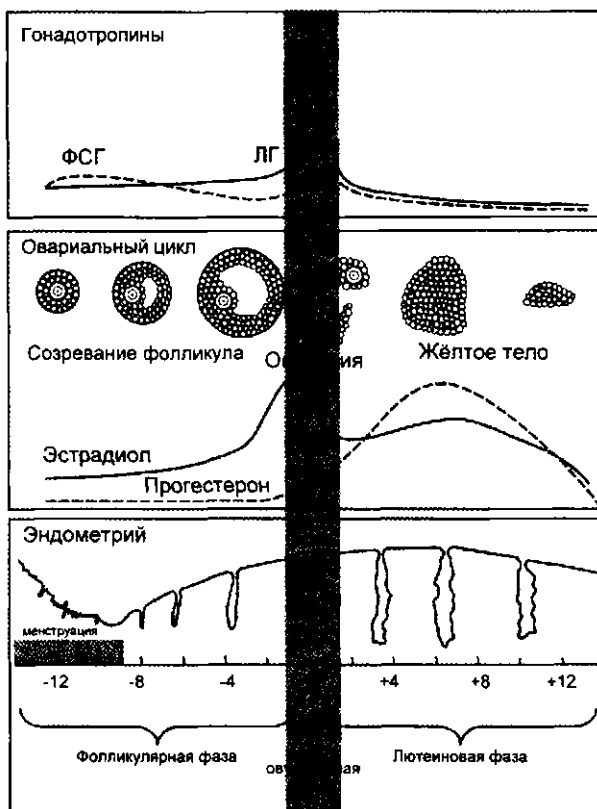 Гонадотропины
ФСГ
ЛГ
Овариальный цикл
Созревание фолликула
Жёлтое тело
Эстрадиол
Прогестерон
Эндометрий
менструация
-12 -8 -4 +4 +8 +12
Фолликулярная фаза
Лютеиновая фаза